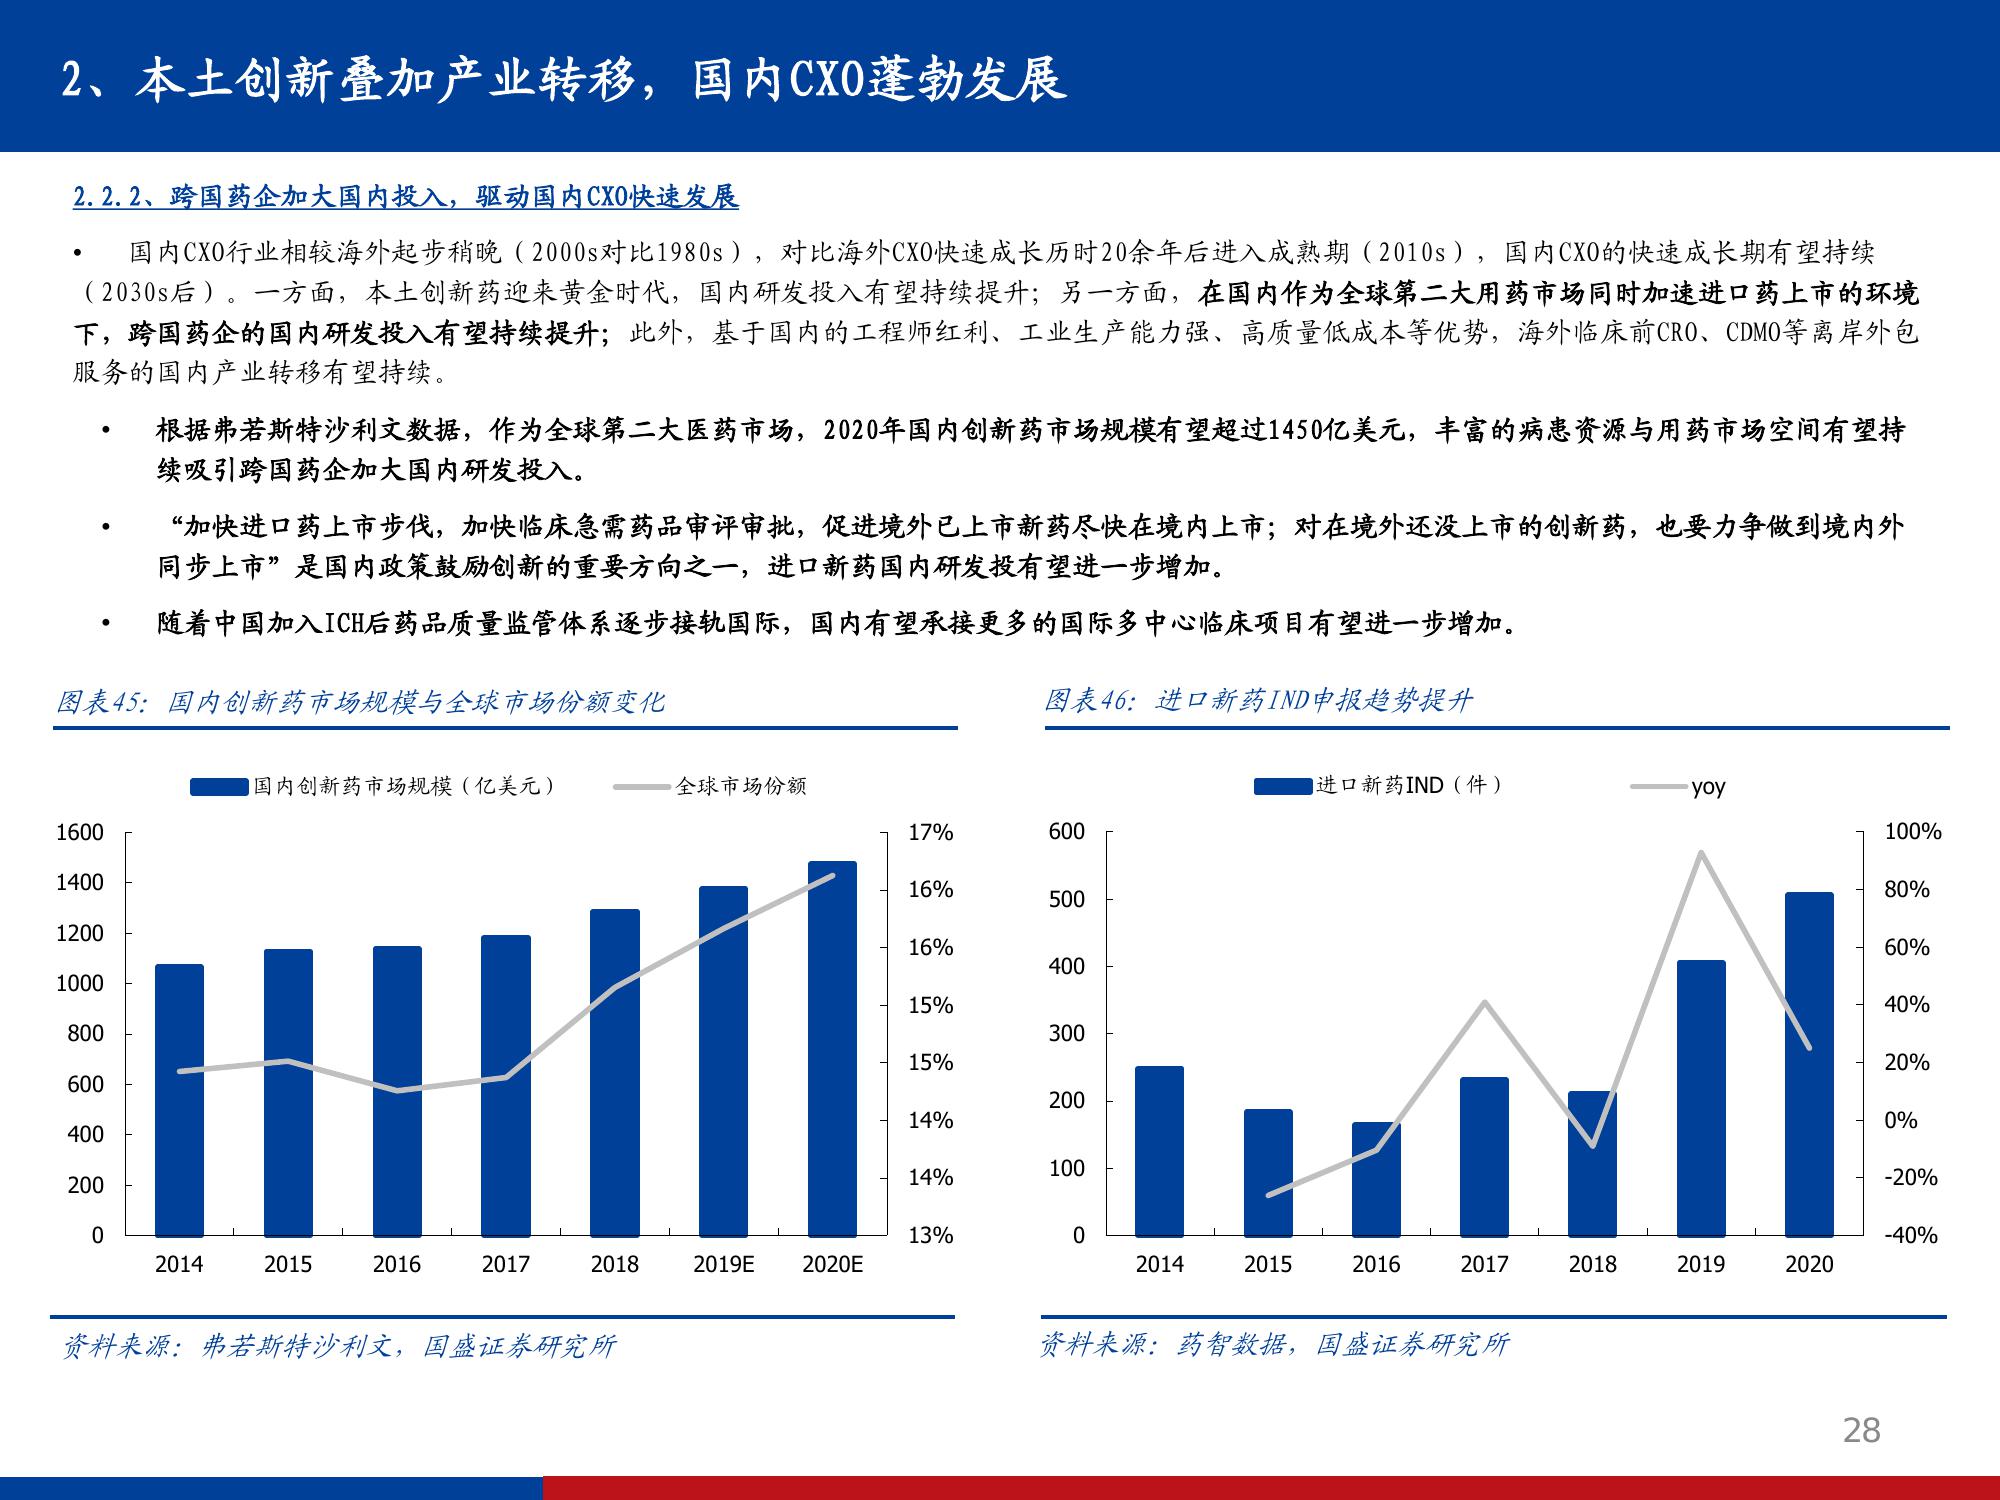 2、本土创新叠加产业转移，国内CXO蓬勃发展
2.2.2、跨国药企加大国内投入，驱动国内CXO快速发展
• 国内CXO行业相较海外起步稍晚（2000s对比1980s），对比海外CXO快速成长历时20余年后进入成熟期（2010s），国内CXO的快速成长期有望持续
（2030s后）。一方面，本土创新药迎来黄金时代，国内研发投入有望持续提升；另一方面，在国内作为全球第二大用药市场同时加速进口药上市的环境
下，跨国药企的国内研发投入有望持续提升；此外，基于国内的工程师红利、工业生产能力强、高质量低成本等优势，海外临床前CRO、CDMO等离岸外包
服务的国内产业转移有望持续。
• 根据弗若斯特沙利文数据，作为全球第二大医药市场，2020年国内创新药市场规模有望超过1450亿美元，丰富的病患资源与用药市场空间有望持
续吸引跨国药企加大国内研发投入。
• “加快进口药上市步伐，加快临床急需药品审评审批，促进境外已上市新药尽快在境内上市；对在境外还没上市的创新药，也要力争做到境内外
同步上市”是国内政策鼓励创新的重要方向之一，进口新药国内研发投有望进一步增加。
• 随着中国加入ICH后药品质量监管体系逐步接轨国际，国内有望承接更多的国际多中心临床项目有望进一步增加。
图表45：国内创新药市场规模与全球市场份额变化
国内创新药市场规模（亿美元） 全球市场份额
1600
1400
1200
1000
800
600
400
200
0
17%
16%
16%
15%
15%
14%
14%
13%
2014 2015 2016 2017 2018 2019E 2020E
资料来源：弗若斯特沙利文，国盛证券研究所
图表46：进口新药IND申报趋势提升
进口新药IND（件） yoy
600
500
400
300
200
100
0
100%
80%
60%
40%
20%
0%
-20%
-40%
2014 2015 2016 2017 2018 2019 2020
资料来源：药智数据，国盛证券研究所
28